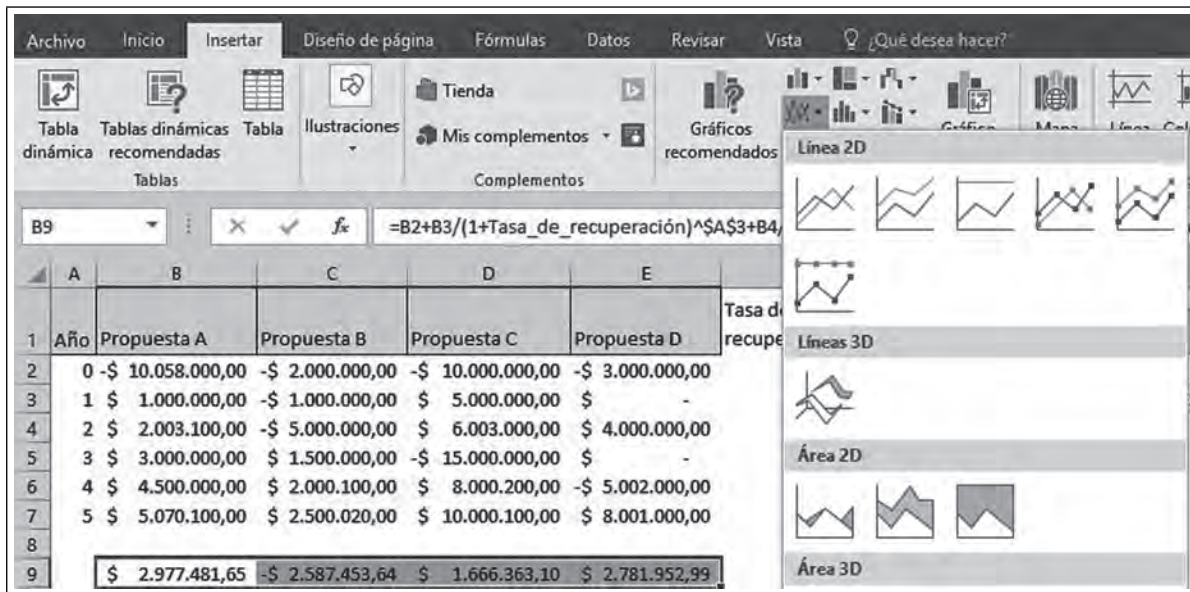 Archivo Inicio Insertar Diseño de página Fórmulas Datos Revisar Vista ¿Qué desea hacer?
Tabla dinámica
Tablas dinámicas recomendadas
Tabla
Tablas
Ilustraciones
Tienda
Mis complementos
Complementos
Gráficos recomendados
Gráfico
Mapa
Línea
B9 fx =B2+B3/(1+Tasa_de_recuperación)^$A$3+B4/
A B C D E
1 Año Propuesta A Propuesta B Propuesta C Propuesta D
2 0 -$ 10.058.000,00 -$ 2.000.000,00 -$ 10.000.000,00 -$ 3.000.000,00
3 1 $ 1.000.000,00 -$ 1.000.000,00 $ 5.000.000,00 $ -
4 2 $ 2.003.100,00 -$ 5.000.000,00 $ 6.003.000,00 $ 4.000.000,00
5 3 $ 3.000.000,00 $ 1.500.000,00 -$ 15.000.000,00 $ -
6 4 $ 4.500.000,00 $ 2.000.100,00 $ 8.000.200,00 -$ 5.002.000,00
7 5 $ 5.070.100,00 $ 2.500.020,00 $ 10.000.100,00 $ 8.001.000,00
8
9 $ 2.977.481,65 -$ 2.587.453,64 $ 1.666.363,10 $ 2.781.952,99
Línea 2D
Líneas 3D
Área 2D
Área 3D